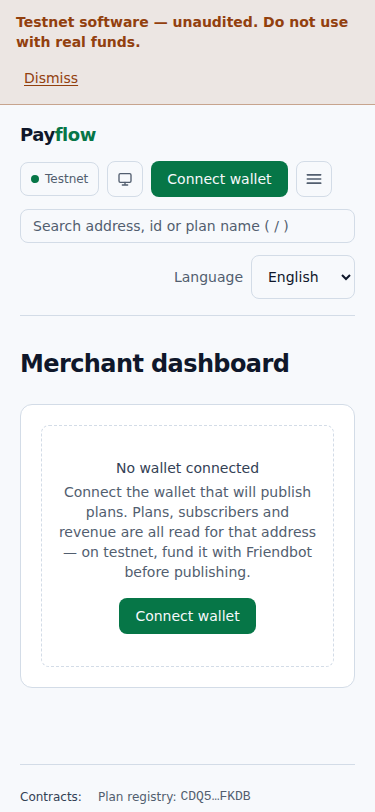 Testnet software — unaudited. Do not use
with real funds.
Dismiss
Payflow
Testnet
Connect wallet
Search address, id or plan name ( / )
Language
English
Merchant dashboard
No wallet connected
Connect the wallet that will publish
plans. Plans, subscribers and
revenue are all read for that address
— on testnet, fund it with Friendbot
before publishing.
Connect wallet
Contracts: Plan registry: CDQ5…FKDB